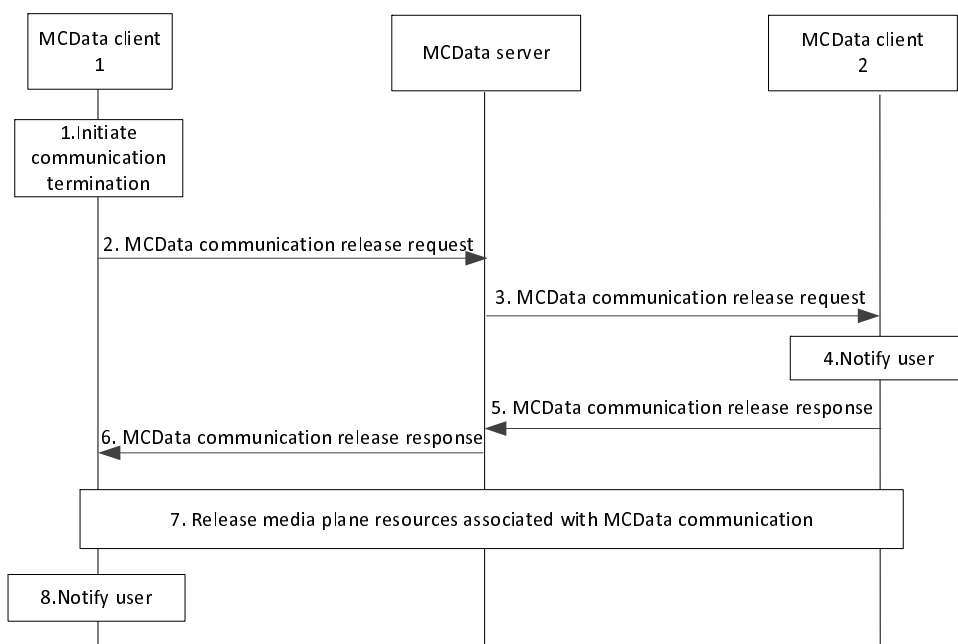 MCData client
1
MCData server
MCData client
2
1.Initiate
communication
termination
2. MCData communication release request
3. MCData communication release request
4.Notify user
5. MCData communication release response
6. MCData communication release response
7. Release media plane resources associated with MCData communication
8.Notify user